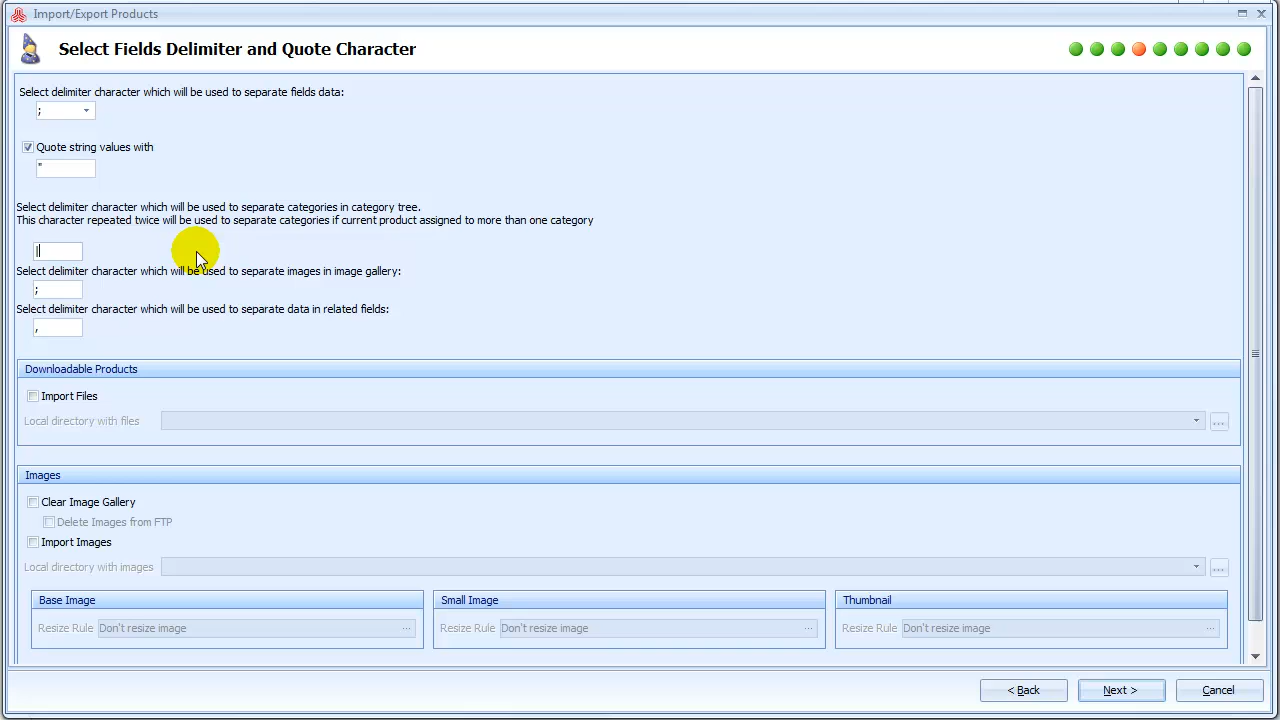 Import/Export Products
Select Fields Delimiter and Quote Character
Select delimiter character which will be used to separate fields data:
;
Quote string values with
"
Select delimiter character which will be used to separate categories in category tree.
This character repeated twice will be used to separate categories if current product assigned to more than one category
|
Select delimiter character which will be used to separate images in image gallery:
;
Select delimiter character which will be used to separate data in related fields:
,
Downloadable Products
Import Files
Local directory with files ...
Images
Clear Image Gallery
Delete Images from FTP
Import Images
Local directory with images ...
Base Image Small Image Thumbnail
Resize Rule Don't resize image ... Resize Rule Don't resize image ... Resize Rule Don't resize image ...
< Back Next > Cancel